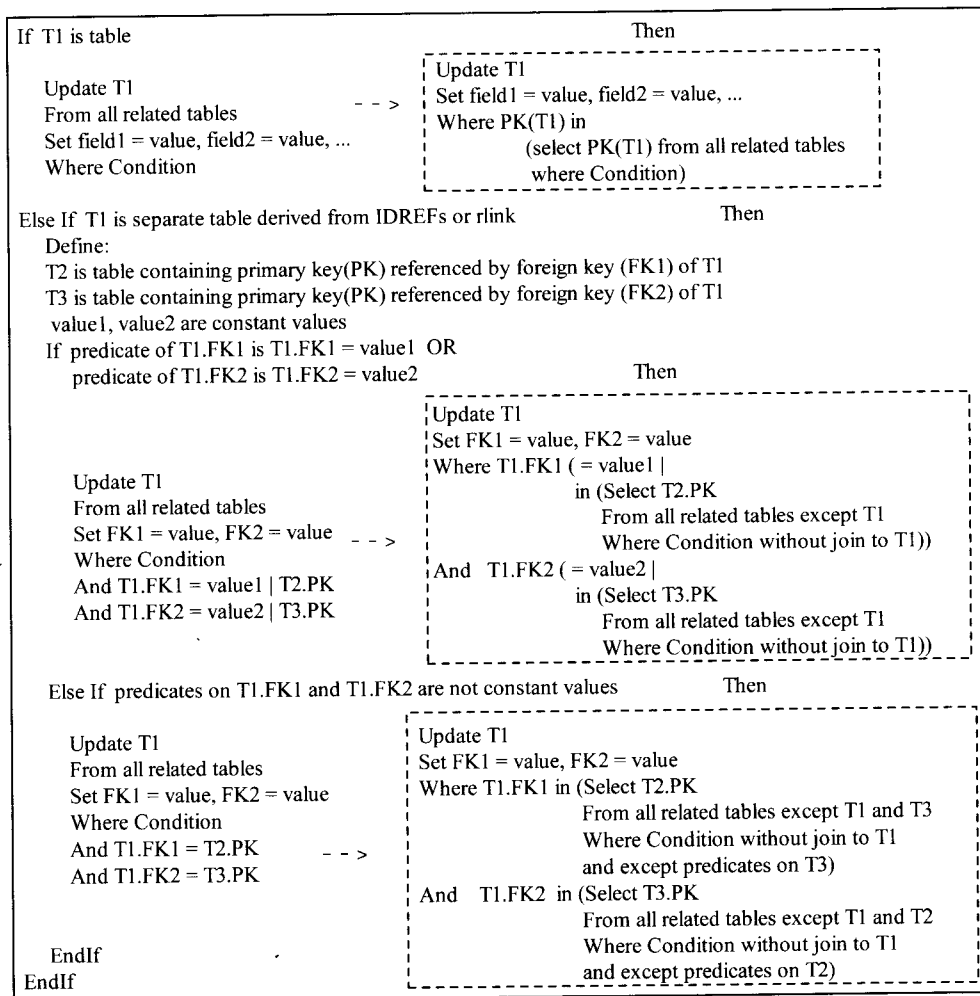 If T1 is table Then
Update T1
From all related tables
Set field1 = value, field2 = value, ...
Where Condition
- - >
Update T1
Set field1 = value, field2 = value, ...
Where PK(T1) in
(select PK(T1) from all related tables
where Condition)
Else If T1 is separate table derived from IDREFs or rlink Then
Define:
T2 is table containing primary key(PK) referenced by foreign key (FK1) of T1
T3 is table containing primary key(PK) referenced by foreign key (FK2) of T1
value1, value2 are constant values
If predicate of T1.FK1 is T1.FK1 = value1 OR
predicate of T1.FK2 is T1.FK2 = value2 Then
Update T1
From all related tables
Set FK1 = value, FK2 = value
Where Condition
And T1.FK1 = value1 | T2.PK
And T1.FK2 = value2 | T3.PK
- - >
Update T1
Set FK1 = value, FK2 = value
Where T1.FK1 ( = value1 |
in (Select T2.PK
From all related tables except T1
Where Condition without join to T1))
And T1.FK2 ( = value2 |
in (Select T3.PK
From all related tables except T1
Where Condition without join to T1))
Else If predicates on T1.FK1 and T1.FK2 are not constant values Then
Update T1
From all related tables
Set FK1 = value, FK2 = value
Where Condition
And T1.FK1 = T2.PK
And T1.FK2 = T3.PK
- - >
Update T1
Set FK1 = value, FK2 = value
Where T1.FK1 in (Select T2.PK
From all related tables except T1 and T3
Where Condition without join to T1
and except predicates on T3)
And T1.FK2 in (Select T3.PK
From all related tables except T1 and T2
Where Condition without join to T1
and except predicates on T2)
EndIf
EndIf